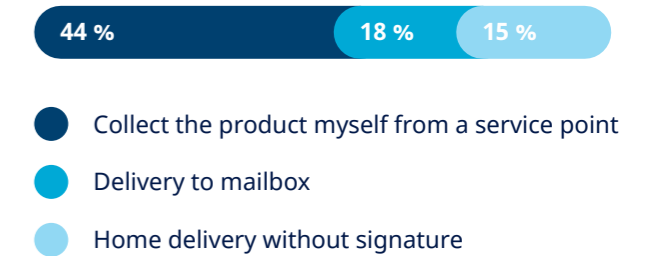 44 % 18 % 15 %
Collect the product myself from a service point
Delivery to mailbox
Home delivery without signature